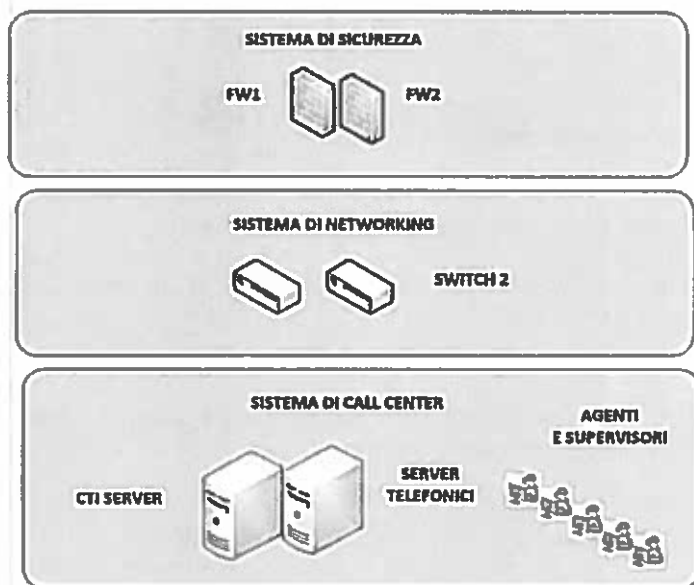 SISTEMA DI SICUREZZA
FW1
FW2
SISTEMA DI NETWORKING
SWITCH 2
SISTEMA DI CALL CENTER
AGENTI
E SUPERVISORI
CTI SERVER
SERVER
TELEFONICI